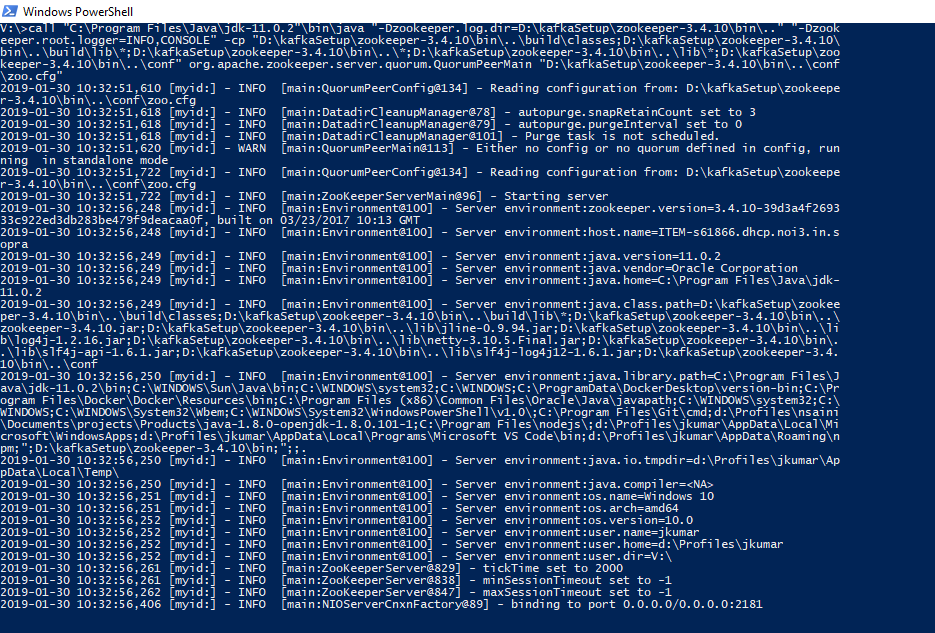 Windows PowerShell
V:\>call "C:\Program Files\Java\jdk-11.0.2"\bin\java "-Dzookeeper.log.dir=D:\kafkaSetup\zookeeper-3.4.10\bin\.." "-Dzook
eeper.root.logger=INFO,CONSOLE" -cp "D:\kafkaSetup\zookeeper-3.4.10\bin\..\build\classes;D:\kafkaSetup\zookeeper-3.4.10\
bin\..\build\lib\*;D:\kafkaSetup\zookeeper-3.4.10\bin\..\*;D:\kafkaSetup\zookeeper-3.4.10\bin\..\lib\*;D:\kafkaSetup\zoo
keeper-3.4.10\bin\..\conf" org.apache.zookeeper.server.quorum.QuorumPeerMain "D:\kafkaSetup\zookeeper-3.4.10\bin\..\conf
\zoo.cfg"
2019-01-30 10:32:51,610 [myid:] - INFO  [main:QuorumPeerConfig@134] - Reading configuration from: D:\kafkaSetup\zookeepe
r-3.4.10\bin\..\conf\zoo.cfg
2019-01-30 10:32:51,618 [myid:] - INFO  [main:DatadirCleanupManager@78] - autopurge.snapRetainCount set to 3
2019-01-30 10:32:51,618 [myid:] - INFO  [main:DatadirCleanupManager@79] - autopurge.purgeInterval set to 0
2019-01-30 10:32:51,618 [myid:] - INFO  [main:DatadirCleanupManager@101] - Purge task is not scheduled.
2019-01-30 10:32:51,620 [myid:] - WARN  [main:QuorumPeerMain@113] - Either no config or no quorum defined in config, run
ning  in standalone mode
2019-01-30 10:32:51,722 [myid:] - INFO  [main:QuorumPeerConfig@134] - Reading configuration from: D:\kafkaSetup\zookeepe
r-3.4.10\bin\..\conf\zoo.cfg
2019-01-30 10:32:51,722 [myid:] - INFO  [main:ZooKeeperServerMain@96] - Starting server
2019-01-30 10:32:56,248 [myid:] - INFO  [main:Environment@100] - Server environment:zookeeper.version=3.4.10-39d3a4f2693
33c922ed3db283be479f9deacaa0f, built on 03/23/2017 10:13 GMT
2019-01-30 10:32:56,248 [myid:] - INFO  [main:Environment@100] - Server environment:host.name=ITEM-s61866.dhcp.noi3.in.s
opra
2019-01-30 10:32:56,249 [myid:] - INFO  [main:Environment@100] - Server environment:java.version=11.0.2
2019-01-30 10:32:56,249 [myid:] - INFO  [main:Environment@100] - Server environment:java.vendor=Oracle Corporation
2019-01-30 10:32:56,249 [myid:] - INFO  [main:Environment@100] - Server environment:java.home=C:\Program Files\Java\jdk-
11.0.2
2019-01-30 10:32:56,249 [myid:] - INFO  [main:Environment@100] - Server environment:java.class.path=D:\kafkaSetup\zookee
per-3.4.10\bin\..\build\classes;D:\kafkaSetup\zookeeper-3.4.10\bin\..\build\lib\*;D:\kafkaSetup\zookeeper-3.4.10\bin\..\
zookeeper-3.4.10.jar;D:\kafkaSetup\zookeeper-3.4.10\bin\..\lib\jline-0.9.94.jar;D:\kafkaSetup\zookeeper-3.4.10\bin\..\li
b\log4j-1.2.16.jar;D:\kafkaSetup\zookeeper-3.4.10\bin\..\lib\netty-3.10.5.Final.jar;D:\kafkaSetup\zookeeper-3.4.10\bin\.
.\lib\slf4j-api-1.6.1.jar;D:\kafkaSetup\zookeeper-3.4.10\bin\..\lib\slf4j-log4j12-1.6.1.jar;D:\kafkaSetup\zookeeper-3.4.
10\bin\..\conf
2019-01-30 10:32:56,250 [myid:] - INFO  [main:Environment@100] - Server environment:java.library.path=C:\Program Files\J
ava\jdk-11.0.2\bin;C:\WINDOWS\Sun\Java\bin;C:\WINDOWS\system32;C:\WINDOWS;C:\ProgramData\DockerDesktop\version-bin;C:\Pr
ogram Files\Docker\Docker\Resources\bin;C:\Program Files (x86)\Common Files\Oracle\Java\javapath;C:\WINDOWS\system32;C:\
WINDOWS;C:\WINDOWS\System32\Wbem;C:\WINDOWS\System32\WindowsPowerShell\v1.0\;C:\Program Files\Git\cmd;d:\Profiles\nsaini
\Documents\projects\Products\java-1.8.0-openjdk-1.8.0.101-1;C:\Program Files\nodejs\;d:\Profiles\jkumar\AppData\Local\Mi
crosoft\WindowsApps;d:\Profiles\jkumar\AppData\Local\Programs\Microsoft VS Code\bin;d:\Profiles\jkumar\AppData\Roaming\n
pm;";D:\kafkaSetup\zookeeper-3.4.10\bin;";;.
2019-01-30 10:32:56,250 [myid:] - INFO  [main:Environment@100] - Server environment:java.io.tmpdir=d:\Profiles\jkumar\Ap
pData\Local\Temp\
2019-01-30 10:32:56,250 [myid:] - INFO  [main:Environment@100] - Server environment:java.compiler=<NA>
2019-01-30 10:32:56,251 [myid:] - INFO  [main:Environment@100] - Server environment:os.name=Windows 10
2019-01-30 10:32:56,251 [myid:] - INFO  [main:Environment@100] - Server environment:os.arch=amd64
2019-01-30 10:32:56,252 [myid:] - INFO  [main:Environment@100] - Server environment:os.version=10.0
2019-01-30 10:32:56,252 [myid:] - INFO  [main:Environment@100] - Server environment:user.name=jkumar
2019-01-30 10:32:56,252 [myid:] - INFO  [main:Environment@100] - Server environment:user.home=d:\Profiles\jkumar
2019-01-30 10:32:56,252 [myid:] - INFO  [main:Environment@100] - Server environment:user.dir=V:\
2019-01-30 10:32:56,261 [myid:] - INFO  [main:ZooKeeperServer@829] - tickTime set to 2000
2019-01-30 10:32:56,261 [myid:] - INFO  [main:ZooKeeperServer@838] - minSessionTimeout set to -1
2019-01-30 10:32:56,262 [myid:] - INFO  [main:ZooKeeperServer@847] - maxSessionTimeout set to -1
2019-01-30 10:32:56,406 [myid:] - INFO  [main:NIOServerCnxnFactory@89] - binding to port 0.0.0.0/0.0.0.0:2181